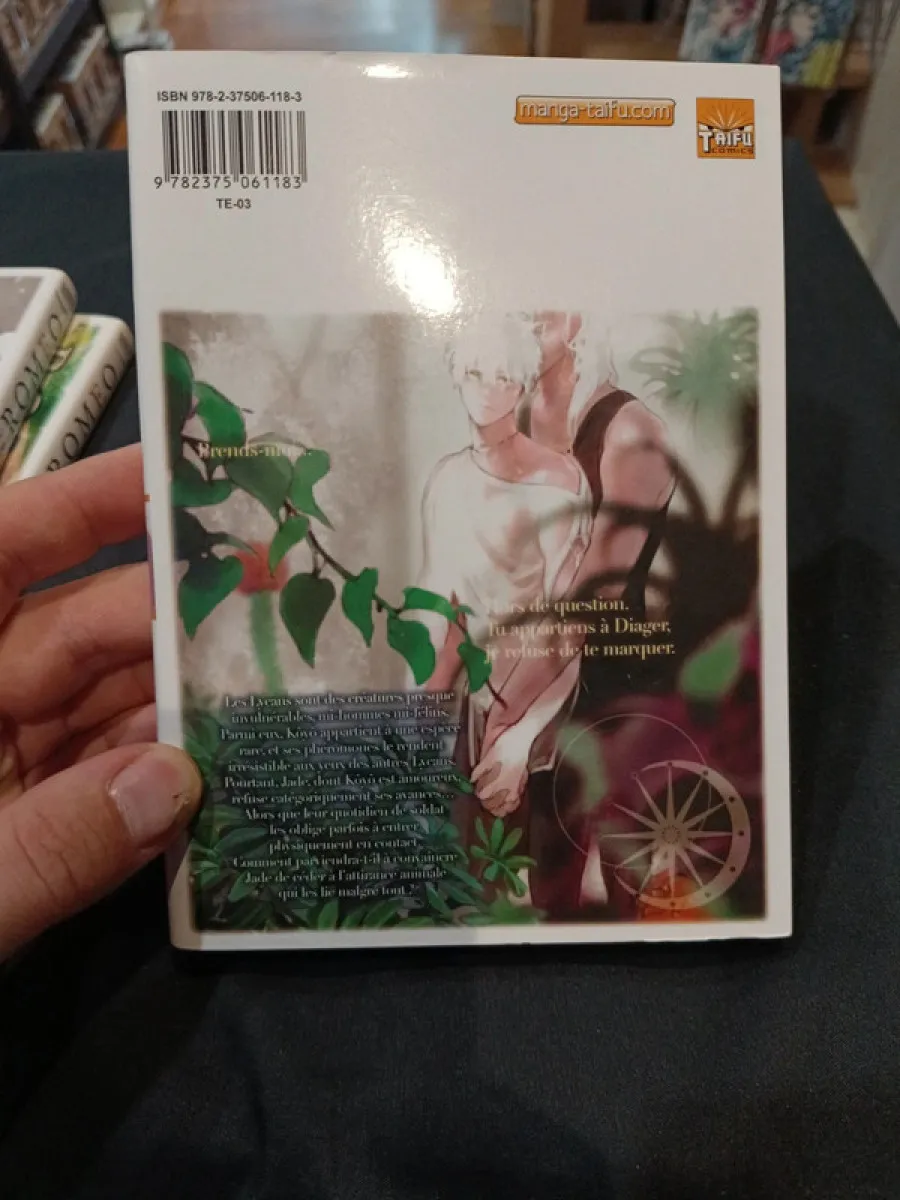 ISBN 978-2-37506-118-3
manga-taifu.com
TAIFU
COMICS
9 782375 061183
TE-03
ROMEO
ROMEO
Prends-moi...
Hors de question.
Tu appartiens à Diager,
je refuse de te marquer.
Les Lycans sont des créatures presque
invulnérables, mi-hommes mi-félins.
Parmi eux, Kôyô appartient à une espèce
rare, et ses phéromones le rendent
irrésistible aux yeux des autres Lycans.
Pourtant, Jade, dont Kôyô est amoureux,
refuse catégoriquement ses avances...
Alors que leur quotidien de soldat
les oblige parfois à entrer
physiquement en contact,
Comment parviendra-t-il à convaincre
Jade de céder à l'attirance animale
qui les lie malgré tout ?